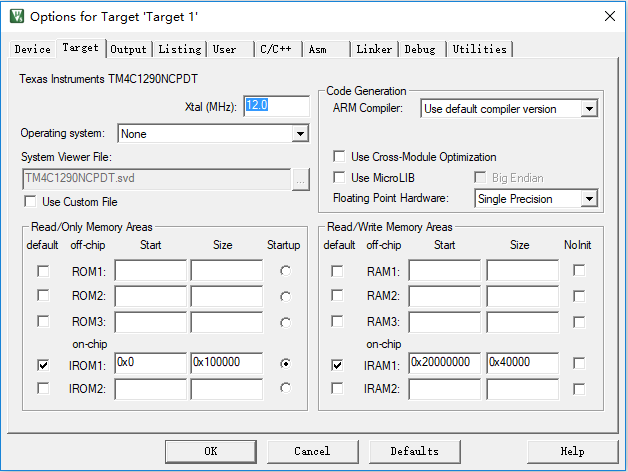 Options for Target 'Target 1'
Device Target Output Listing User C/C++ Asm Linker Debug Utilities
Texas Instruments TM4C1290NCPDT
Xtal (MHz): 12.0
Operating system: None
System Viewer File:
TM4C1290NCPDT.svd ...
Use Custom File
Code Generation
ARM Compiler: Use default compiler version
Use Cross-Module Optimization
Use MicroLIB Big Endian
Floating Point Hardware: Single Precision
Read/Only Memory Areas
default off-chip Start Size Startup
ROM1:
ROM2:
ROM3:
on-chip
IROM1: 0x0 0x100000
IROM2:
Read/Write Memory Areas
default off-chip Start Size NoInit
RAM1:
RAM2:
RAM3:
on-chip
IRAM1: 0x20000000 0x40000
IRAM2:
OK Cancel Defaults Help